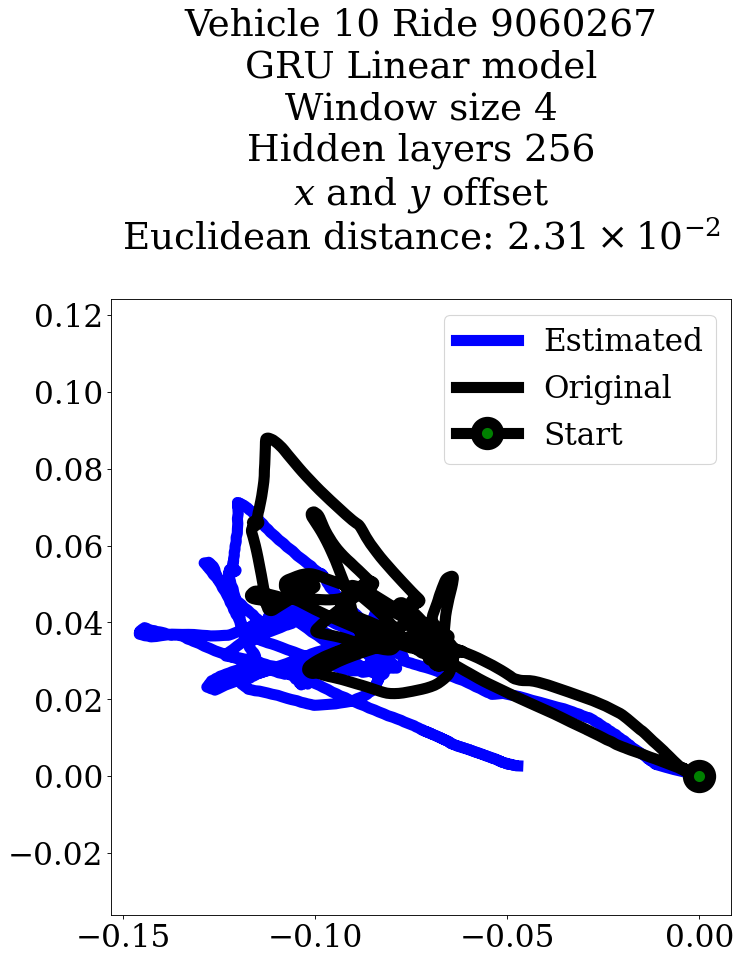 Vehicle 10 Ride 9060267
GRU Linear model
Window size 4
Hidden layers 256
x and y offset
Euclidean distance: 2.31 × 10⁻²
Estimated
Original
Start
0.12
0.10
0.08
0.06
0.04
0.02
0.00
−0.02
−0.15 −0.10 −0.05 0.00